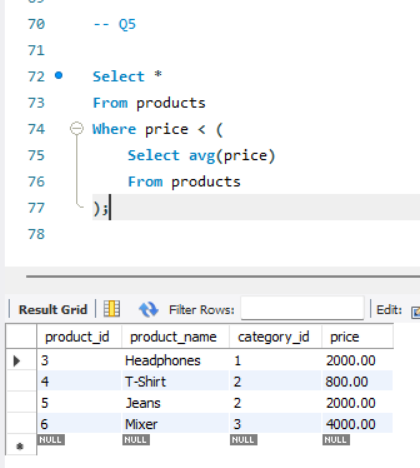 70 -- Q5
71
72 Select *
73 From products
74 Where price < (
75 Select avg(price)
76 From products
77 );
78
Result Grid Filter Rows: Edit:
product_id product_name category_id price
3 Headphones 1 2000.00
4 T-Shirt 2 800.00
5 Jeans 2 2000.00
6 Mixer 3 4000.00
NULL NULL NULL NULL